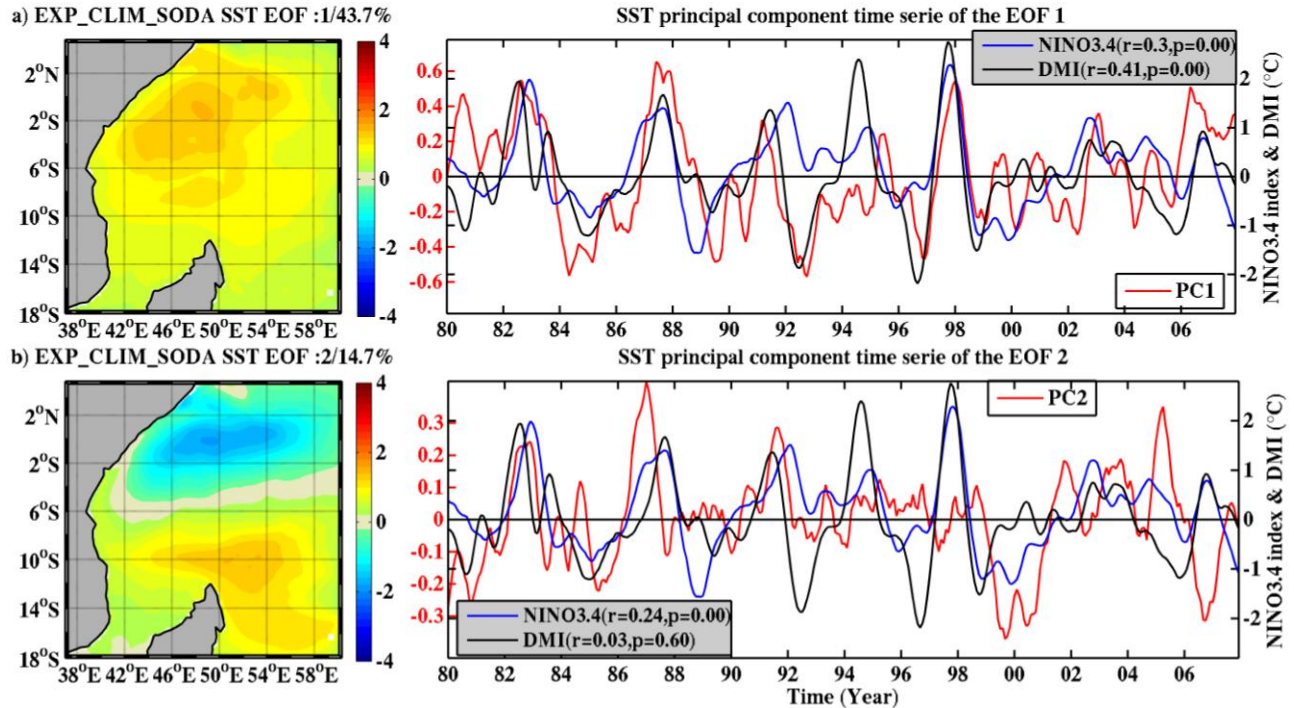 a) EXP_CLIM_SODA SST EOF :1/43.7%
SST principal component time serie of the EOF 1
2°N
2°S
6°S
10°S
14°S
18°S
38°E 42°E 46°E 50°E 54°E 58°E
4
2
0
-2
-4
0.6
0.4
0.2
0
-0.2
-0.4
-0.6
NINO3.4(r=0.3,p=0.00)
DMI(r=0.41,p=0.00)
PC1
2
1
0
-1
-2
NINO3.4 index & DMI (°C)
80 82 84 86 88 90 92 94 96 98 00 02 04 06
b) EXP_CLIM_SODA SST EOF :2/14.7%
SST principal component time serie of the EOF 2
2°N
2°S
6°S
10°S
14°S
18°S
38°E 42°E 46°E 50°E 54°E 58°E
4
2
0
-2
-4
0.3
0.2
0.1
0
-0.1
-0.2
-0.3
PC2
NINO3.4(r=0.24,p=0.00)
DMI(r=0.03,p=0.60)
2
1
0
-1
-2
NINO3.4 index & DMI (°C)
80 82 84 86 88 90 92 94 96 98 00 02 04 06
Time (Year)